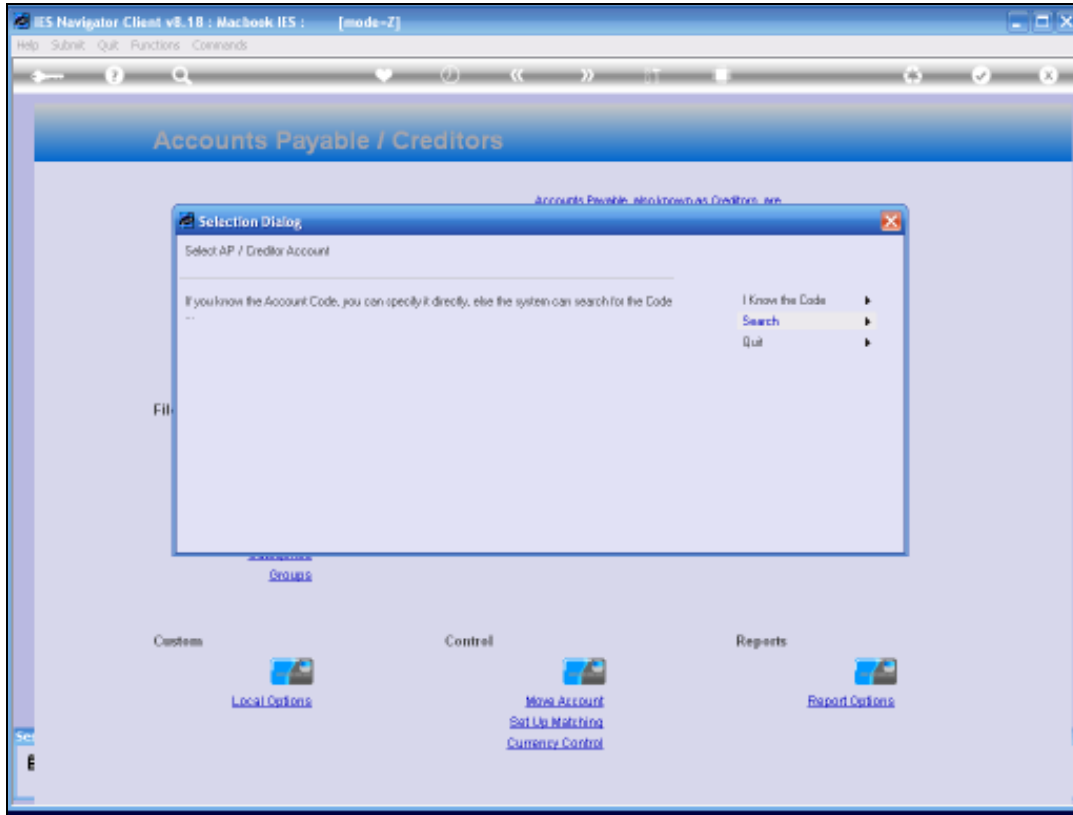 IES Navigator Client v8.18 : Macbook IES : [mode=Z]
Help Submit Quit Functions Commands
Accounts Payable / Creditors
Accounts Payable, also known as Creditors, are
Selection Dialog
Select AP / Creditor Account
If you know the Account Code, you can specify it directly, else the system can search for the Code
...
I Know the Code
Search
Quit
Fil
Groups
Custom Control Reports
Local Options Move Account Report Options
Set Up Matching
Currency Control
Se